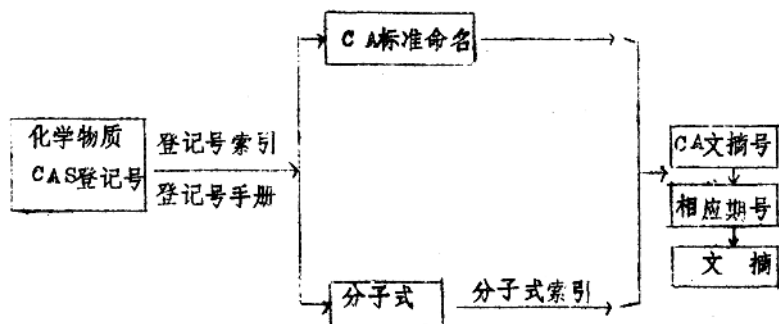 CA标准命名
化学物质
CAS登记号
登记号索引
登记号手册
CA文摘号
相应期号
文 摘
分子式
分子式索引